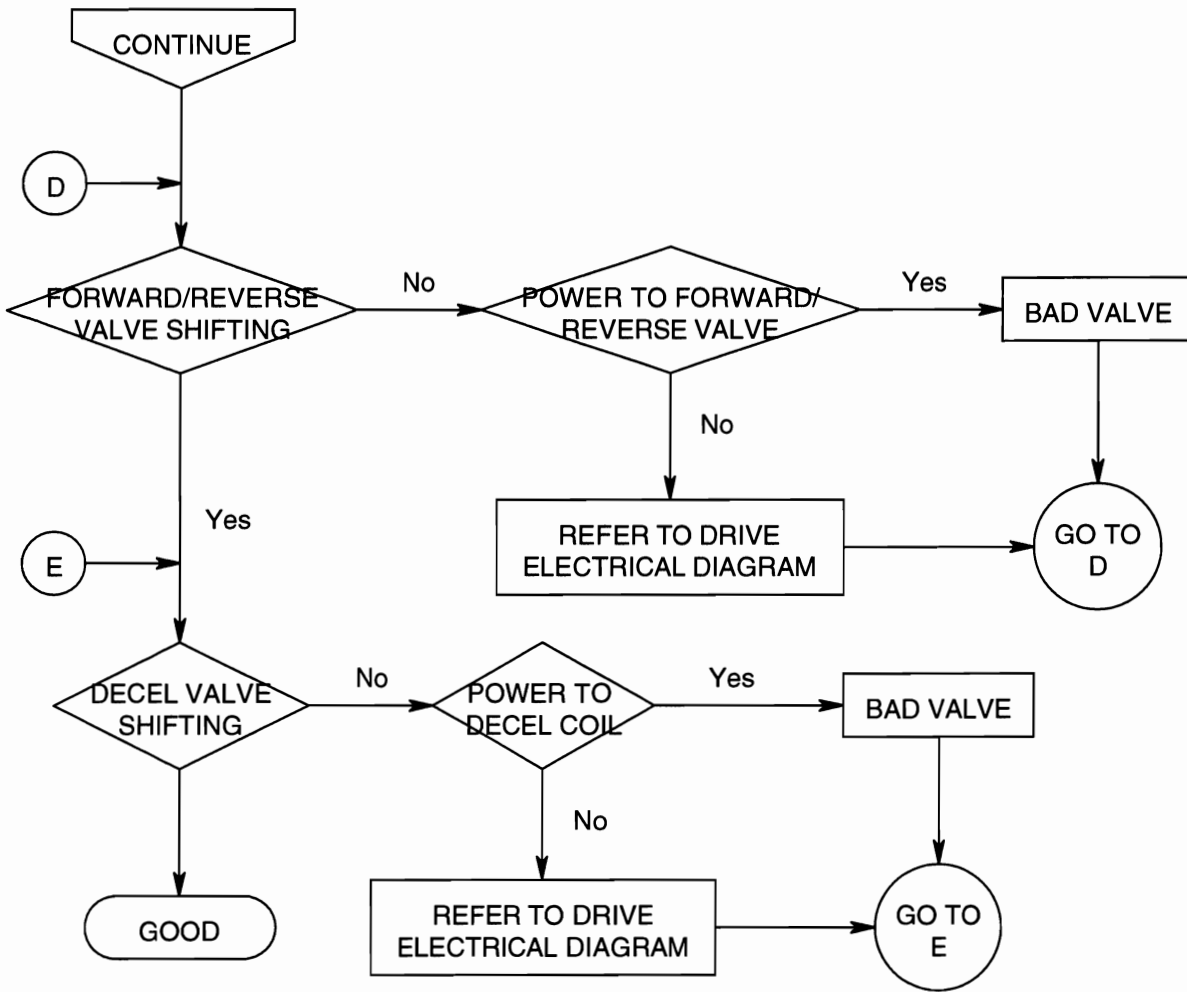 CONTINUE
D
FORWARD/REVERSE
VALVE SHIFTING
No
POWER TO FORWARD/
REVERSE VALVE
Yes
BAD VALVE
No
Yes
REFER TO DRIVE
ELECTRICAL DIAGRAM
GO TO
D
E
DECEL VALVE
SHIFTING
No
POWER TO
DECEL COIL
Yes
BAD VALVE
No
GOOD
REFER TO DRIVE
ELECTRICAL DIAGRAM
GO TO
E